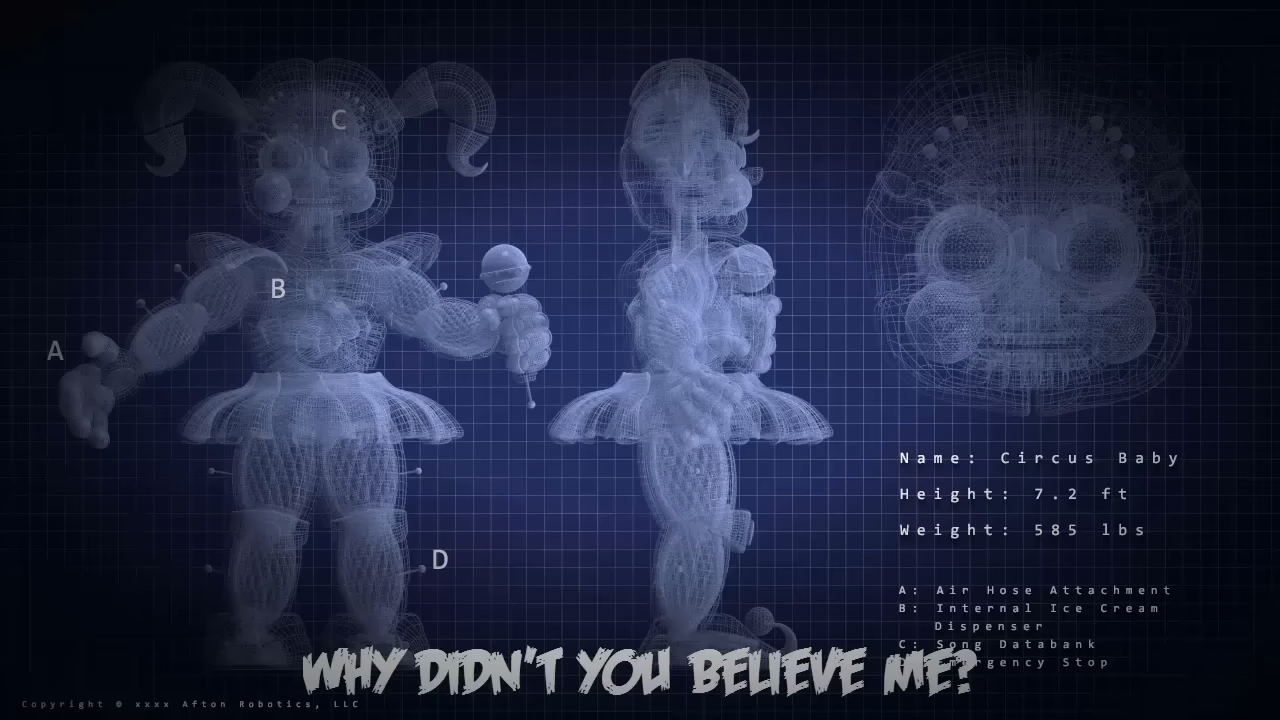 C
B
A
D
Name: Circus Baby
Height: 7.2 ft
Weight: 585 lbs
A: Air Hose Attachment
B: Internal Ice Cream
Dispenser
C: Song Databank
Stop
WHY DIDN'T YOU BELIEVE ME?
Copyright © xxxx Afton Robotics, LLC